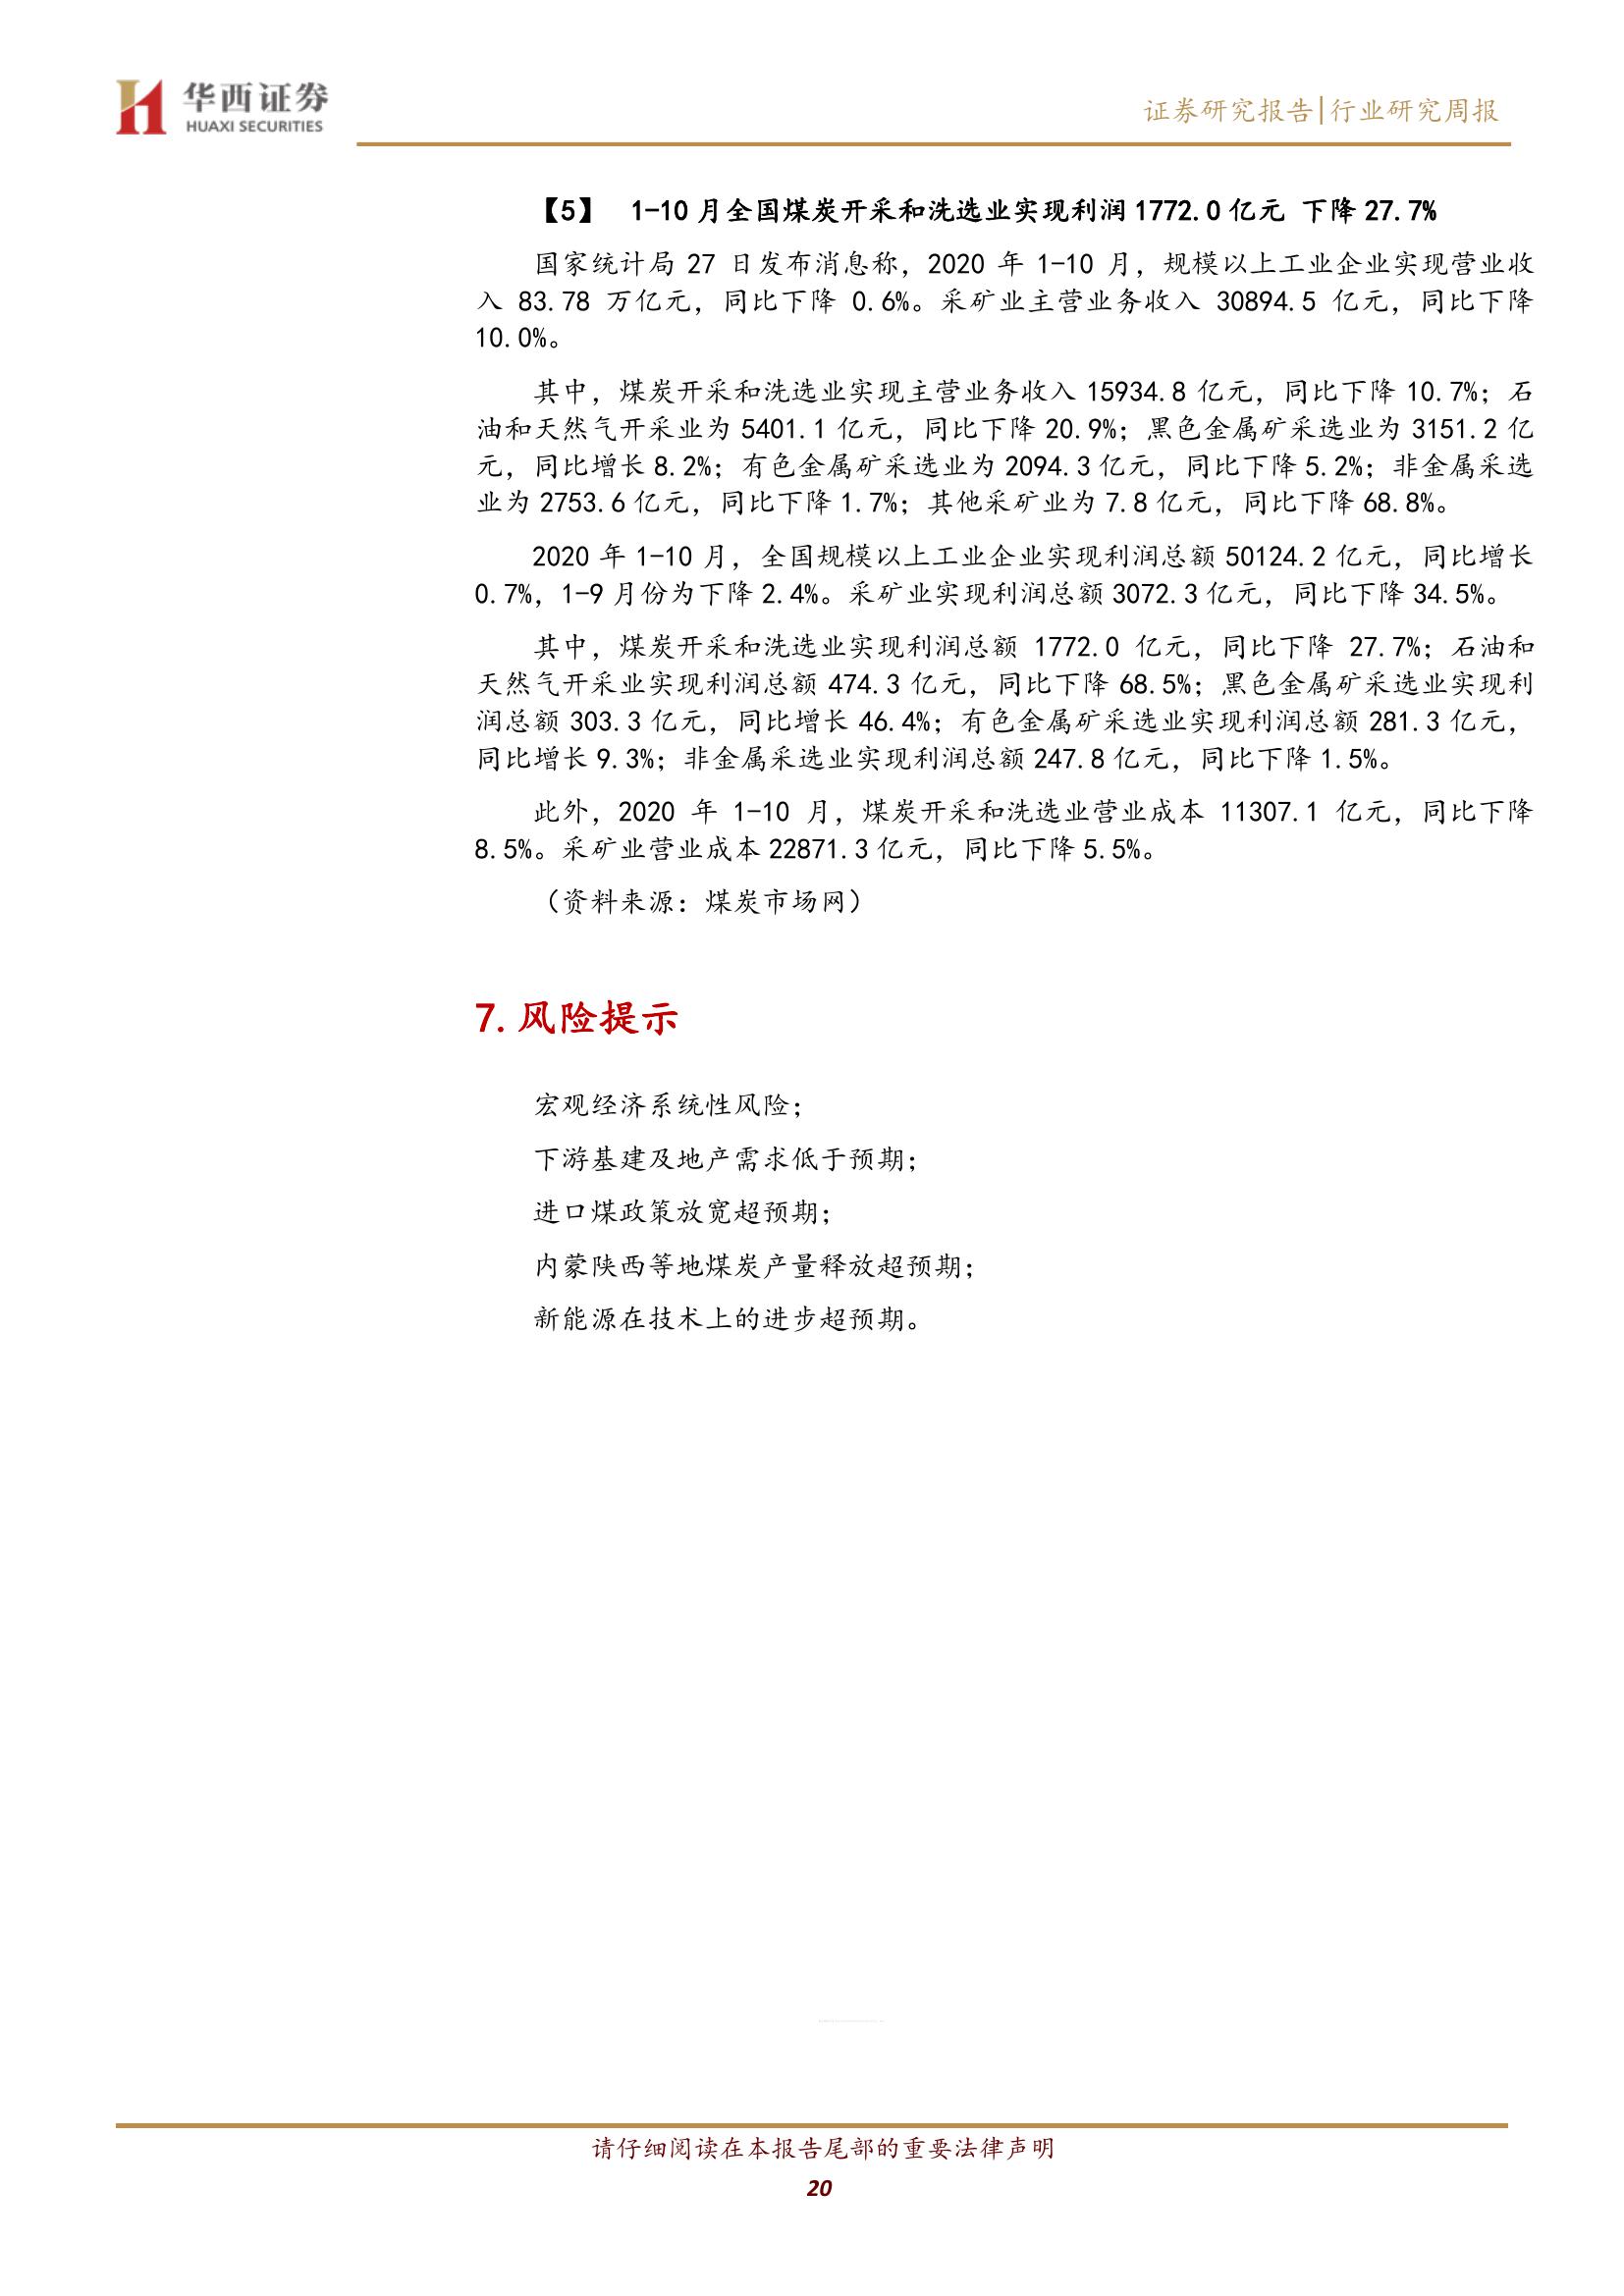 华西证券
HUAXI SECURITIES
证券研究报告|行业研究周报
【5】 1-10 月全国煤炭开采和洗选业实现利润 1772.0 亿元 下降 27.7%
国家统计局 27 日发布消息称，2020 年 1-10 月，规模以上工业企业实现营业收
入 83.78 万亿元，同比下降 0.6%。采矿业主营业务收入 30894.5 亿元，同比下降
10.0%。
其中，煤炭开采和洗选业实现主营业务收入 15934.8 亿元，同比下降 10.7%；石
油和天然气开采业为 5401.1 亿元，同比下降 20.9%；黑色金属矿采选业为 3151.2 亿
元，同比增长 8.2%；有色金属矿采选业为 2094.3 亿元，同比下降 5.2%；非金属采选
业为 2753.6 亿元，同比下降 1.7%；其他采矿业为 7.8 亿元，同比下降 68.8%。
2020 年 1-10 月，全国规模以上工业企业实现利润总额 50124.2 亿元，同比增长
0.7%，1-9 月份为下降 2.4%。采矿业实现利润总额 3072.3 亿元，同比下降 34.5%。
其中，煤炭开采和洗选业实现利润总额 1772.0 亿元，同比下降 27.7%；石油和
天然气开采业实现利润总额 474.3 亿元，同比下降 68.5%；黑色金属矿采选业实现利
润总额 303.3 亿元，同比增长 46.4%；有色金属矿采选业实现利润总额 281.3 亿元，
同比增长 9.3%；非金属采选业实现利润总额 247.8 亿元，同比下降 1.5%。
此外，2020 年 1-10 月，煤炭开采和洗选业营业成本 11307.1 亿元，同比下降
8.5%。采矿业营业成本 22871.3 亿元，同比下降 5.5%。
（资料来源：煤炭市场网）
7. 风险提示
宏观经济系统性风险；
下游基建及地产需求低于预期；
进口煤政策放宽超预期；
内蒙陕西等地煤炭产量释放超预期；
新能源在技术上的进步超预期。
请仔细阅读在本报告尾部的重要法律声明
20